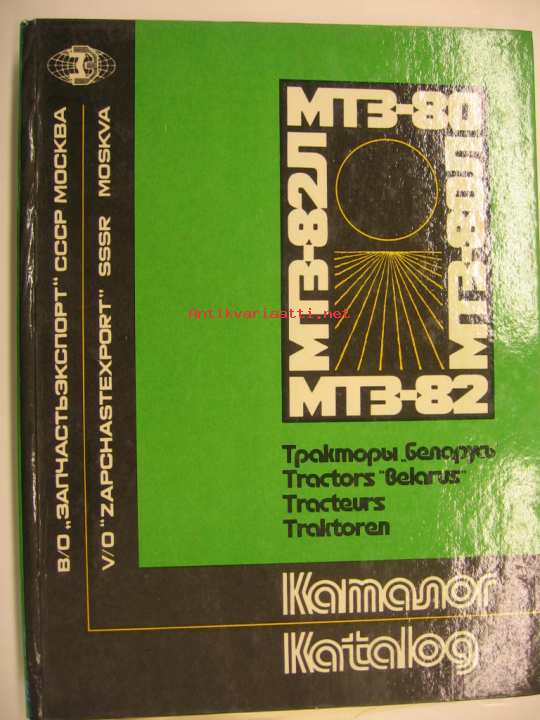 В/О „ЗАПЧАСТЬЭКСПОРТ" СССР МОСКВА
V/O "ZAPCHASTEXPORT" SSSR MOSKVA
МТЗ-80
МТЗ-82Л
МТЗ-80Л
МТЗ-82
Antikvariaatti.net
Тракторы „Беларусь"
Tractors "Belarus"
Tracteurs
Traktoren
Каталог
Katalog